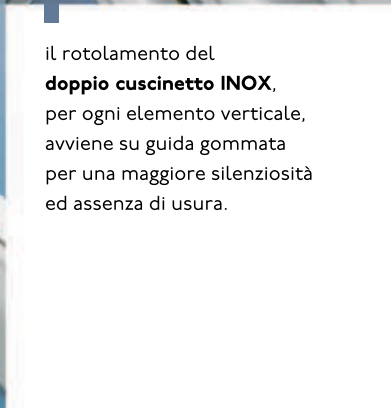 il rotolamento del
doppio cuscinetto INOX,
per ogni elemento verticale,
avviene su guida gommata
per una maggiore silenziosità
ed assenza di usura.